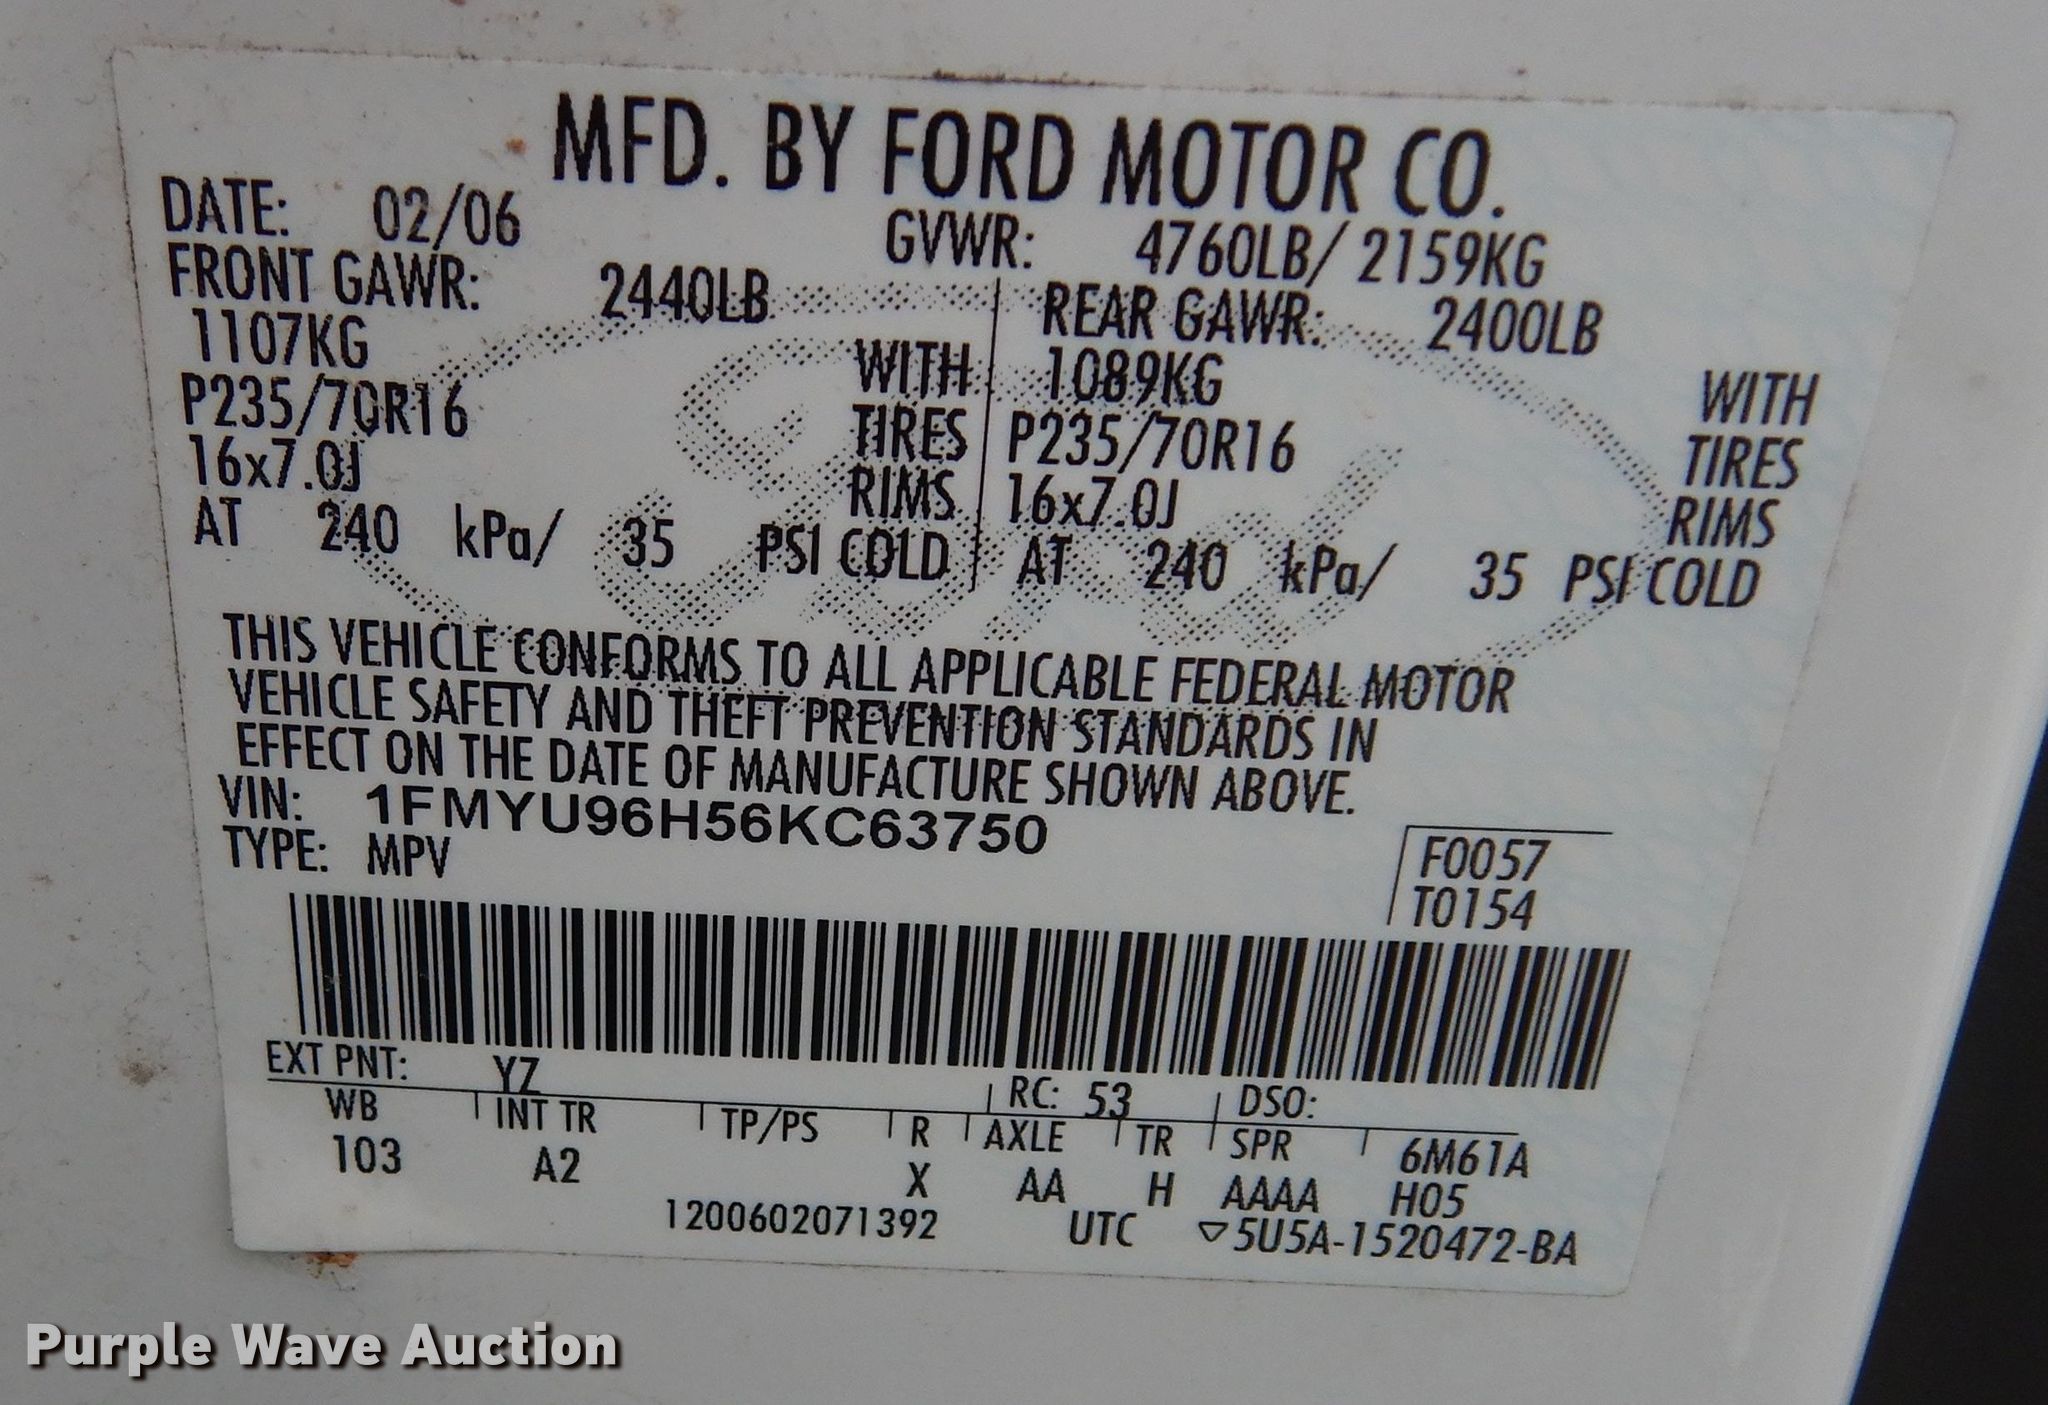 MFD. BY FORD MOTOR CO.
DATE: 02/06 GVWR: 4760LB/ 2159KG
FRONT GAWR: 2440LB REAR GAWR: 2400LB
1107KG WITH 1089KG WITH
P235/70R16 TIRES P235/70R16 TIRES
16x7.0J RIMS 16x7.0J RIMS
AT 240 kPa/ 35 PSI COLD AT 240 kPa/ 35 PSI COLD
THIS VEHICLE CONFORMS TO ALL APPLICABLE FEDERAL MOTOR
VEHICLE SAFETY AND THEFT PREVENTION STANDARDS IN
EFFECT ON THE DATE OF MANUFACTURE SHOWN ABOVE.
VIN: 1FMYU96H56KC63750
TYPE: MPV
F0057
T0154
EXT PNT: YZ RC: 53 DSO:
WB INT TR TP/PS R AXLE TR SPR 6M61A
103 A2 X AA H AAAA H05
1200602071392 UTC ▽5U5A-1520472-BA
Purple Wave Auction